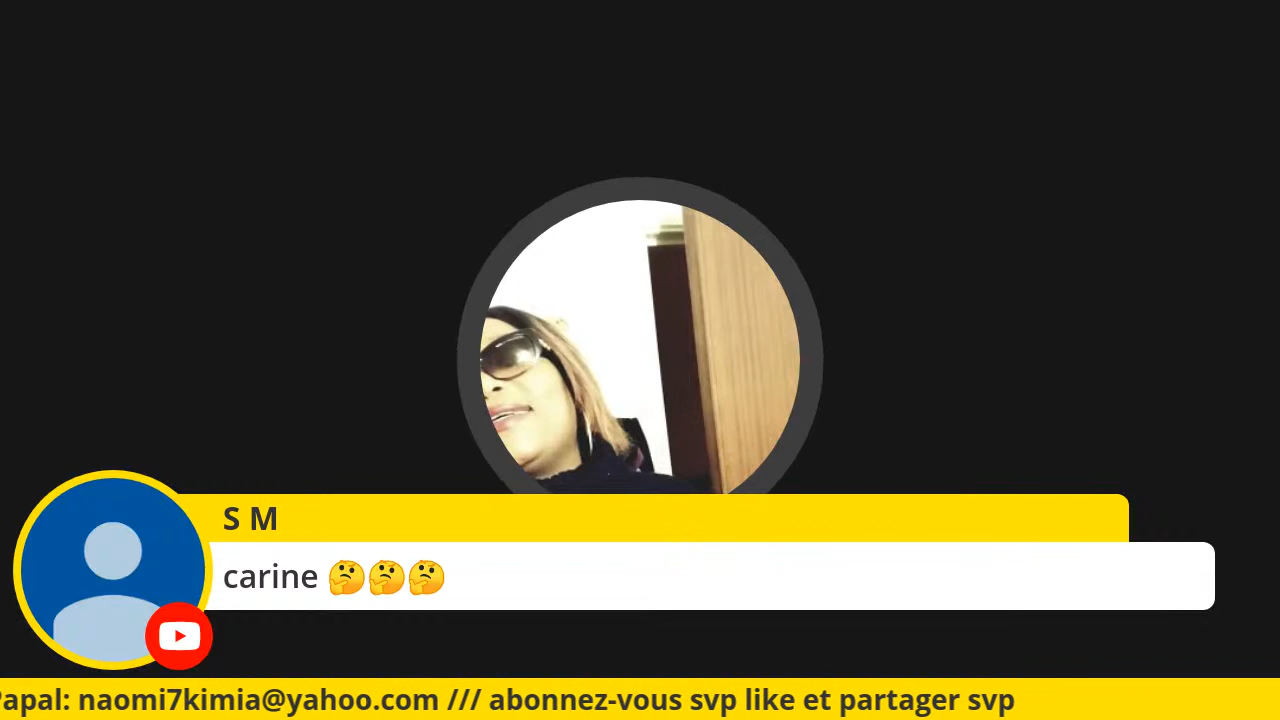 S M
carine 🤔🤔🤔
Papal: naomi7kimia@yahoo.com /// abonnez-vous svp like et partager svp